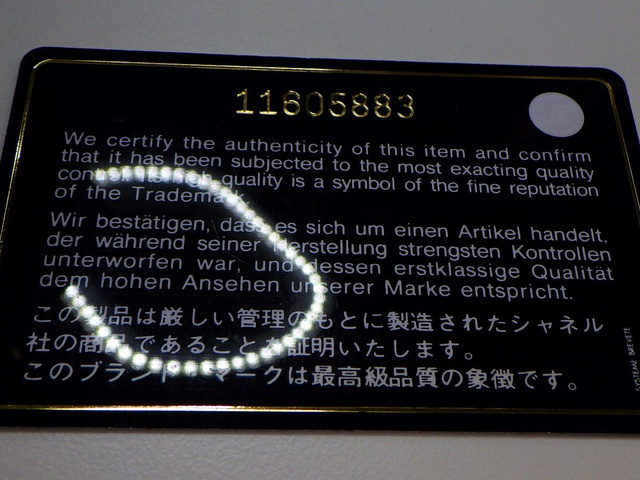 11605883
We certify the authenticity of this item and confirm
that it has been subjected to the most exacting quality
quality is a symbol of the fine reputation
of the Trademark.
Wir bestätigen, dass es sich um einen Artikel handelt,
der während seiner Herstellung strengsten Kontrollen
unterworfen war, und dessen erstklassige Qualität
dem hohen Ansehen unserer Marke entspricht.
この製品は厳しい管理のもとに製造されたシャネル
社の商品であることを証明いたします。
このブランド・マークは最高級品質の象徴です。
SYSTEME BREVETE